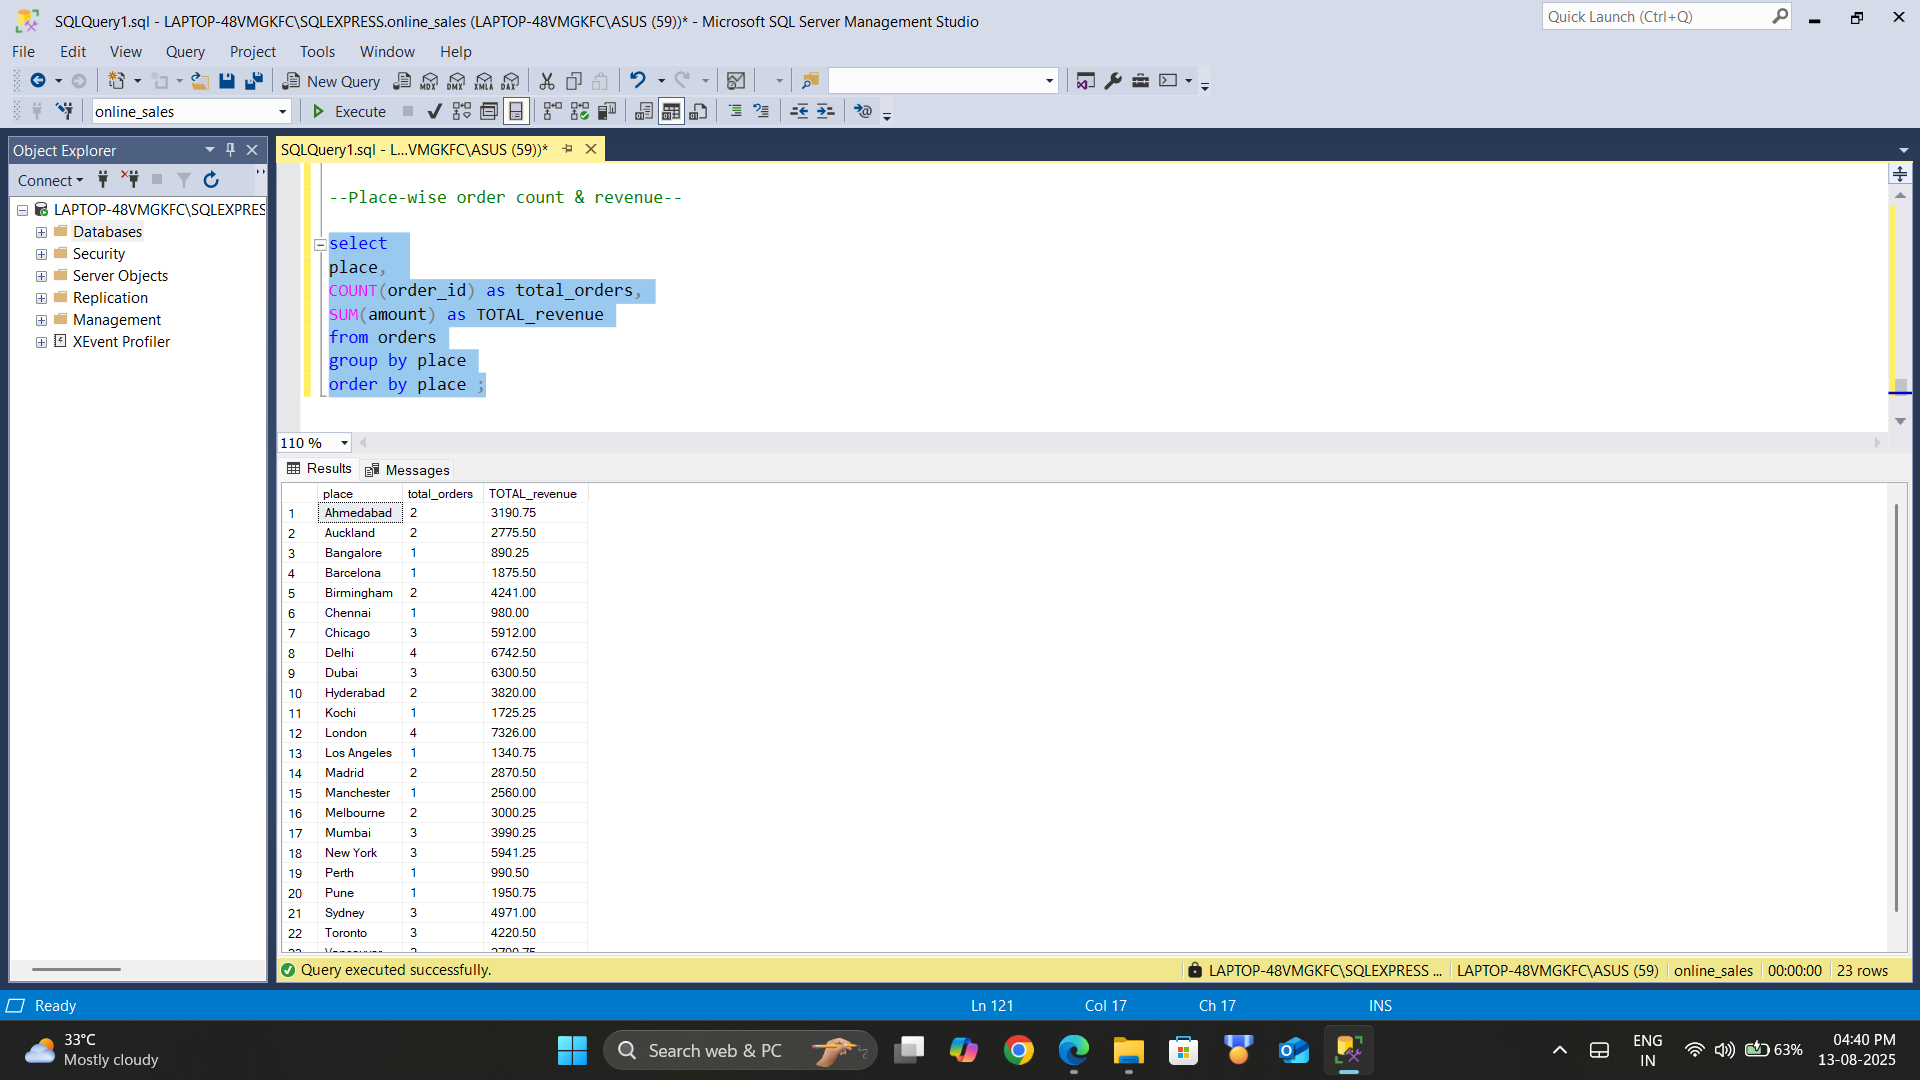 SQLQuery1.sql - LAPTOP-48VMGKFC\SQLEXPRESS.online_sales (LAPTOP-48VMGKFC\ASUS (59))* - Microsoft SQL Server Management Studio
Quick Launch (Ctrl+Q)
File Edit View Query Project Tools Window Help
New Query MDX DMX XMLA DAX
online_sales Execute
Object Explorer
SQLQuery1.sql - L...VMGKFC\ASUS (59))*
Connect
LAPTOP-48VMGKFC\SQLEXPRES
Databases
Security
Server Objects
Replication
Management
XEvent Profiler
--Place-wise order count & revenue--
select
place,
COUNT(order_id) as total_orders,
SUM(amount) as TOTAL_revenue
from orders
group by place
order by place ;
110 %
Results Messages
place total_orders TOTAL_revenue
1 Ahmedabad 2 3190.75
2 Auckland 2 2775.50
3 Bangalore 1 890.25
4 Barcelona 1 1875.50
5 Birmingham 2 4241.00
6 Chennai 1 980.00
7 Chicago 3 5912.00
8 Delhi 4 6742.50
9 Dubai 3 6300.50
10 Hyderabad 2 3820.00
11 Kochi 1 1725.25
12 London 4 7326.00
13 Los Angeles 1 1340.75
14 Madrid 2 2870.50
15 Manchester 1 2560.00
16 Melbourne 2 3000.25
17 Mumbai 3 3990.25
18 New York 3 5941.25
19 Perth 1 990.50
20 Pune 1 1950.75
21 Sydney 3 4971.00
22 Toronto 3 4220.50
Query executed successfully.
LAPTOP-48VMGKFC\SQLEXPRESS ... LAPTOP-48VMGKFC\ASUS (59) online_sales 00:00:00 23 rows
Ready Ln 121 Col 17 Ch 17 INS
33°C
Mostly cloudy
Search web & PC
ENG
IN
63%
04:40 PM
13-08-2025